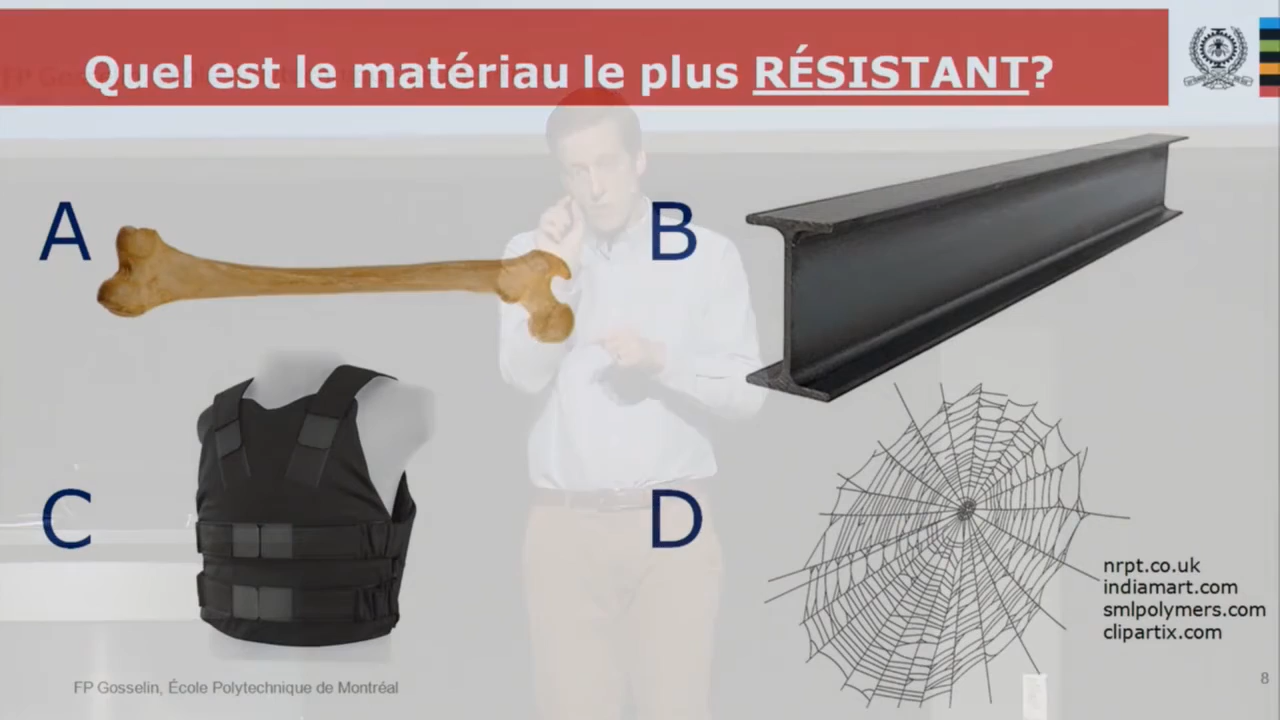 Quel est le matériau le plus RÉSISTANT?
A
B
C
D
nrpt.co.uk
indiamart.com
smlpolymers.com
clipartix.com
FP Gosselin, École Polytechnique de Montréal
8